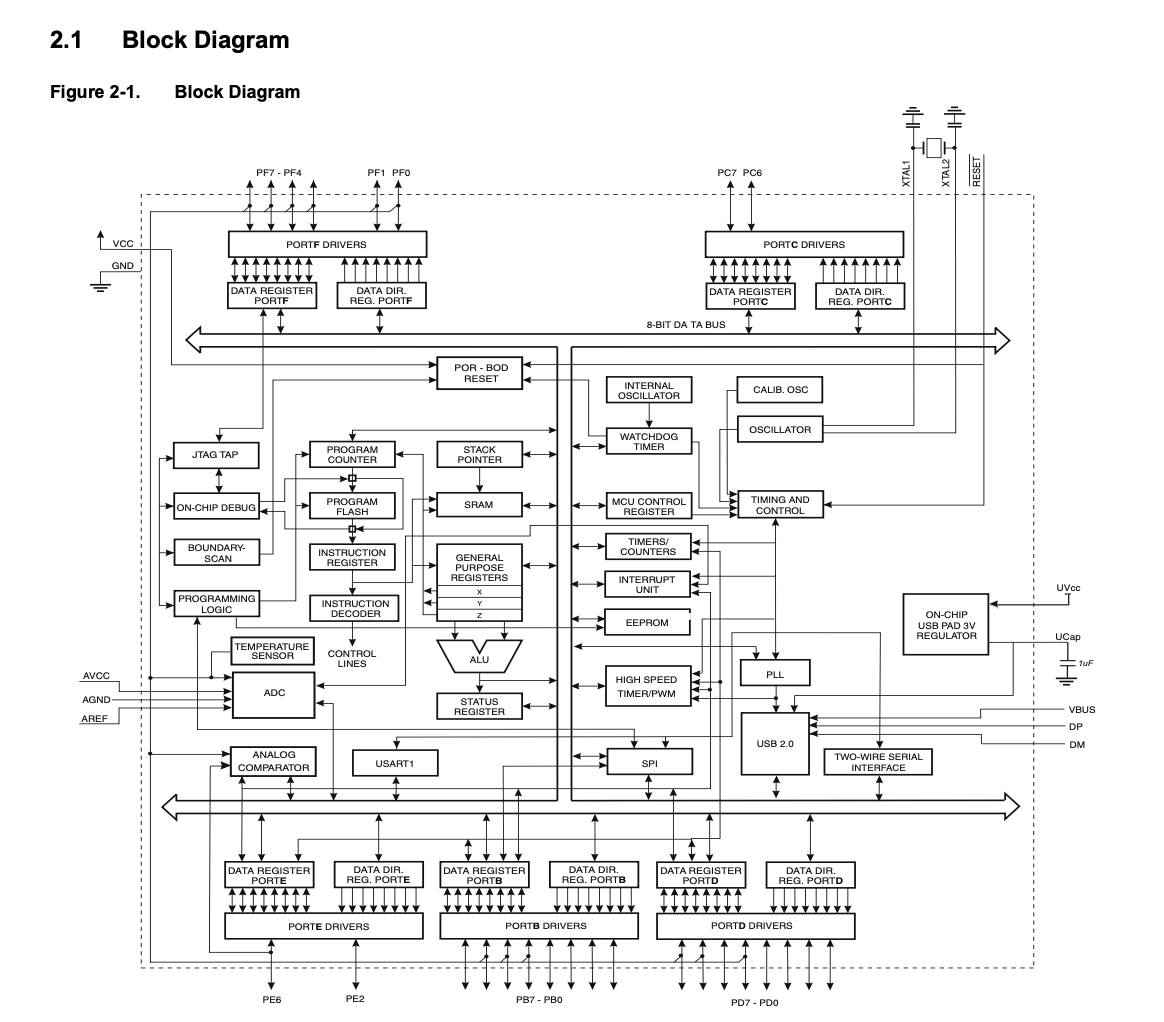 2.1 Block Diagram
Figure 2-1. Block Diagram
XTAL1
XTAL2
RESET
PF7 - PF4
PF1
PF0
PC7
PC6
VCC
GND
PORTF DRIVERS
PORTC DRIVERS
DATA REGISTER
PORTF
DATA DIR.
REG. PORTF
DATA REGISTER
PORTC
DATA DIR.
REG. PORTC
8-BIT DA TA BUS
POR - BOD
RESET
INTERNAL
OSCILLATOR
CALIB. OSC
WATCHDOG
TIMER
OSCILLATOR
JTAG TAP
PROGRAM
COUNTER
STACK
POINTER
ON-CHIP DEBUG
PROGRAM
FLASH
SRAM
MCU CONTROL
REGISTER
TIMING AND
CONTROL
BOUNDARY-
SCAN
INSTRUCTION
REGISTER
GENERAL
PURPOSE
REGISTERS
X
Y
Z
TIMERS/
COUNTERS
INTERRUPT
UNIT
PROGRAMMING
LOGIC
INSTRUCTION
DECODER
EEPROM
ON-CHIP
USB PAD 3V
REGULATOR
UVcc
UCap
1uF
TEMPERATURE
SENSOR
CONTROL
LINES
ALU
AVCC
AGND
AREF
ADC
STATUS
REGISTER
HIGH SPEED
TIMER/PWM
PLL
VBUS
DP
DM
ANALOG
COMPARATOR
USART1
SPI
USB 2.0
TWO-WIRE SERIAL
INTERFACE
DATA REGISTER
PORTE
DATA DIR.
REG. PORTE
DATA REGISTER
PORTB
DATA DIR.
REG. PORTB
DATA REGISTER
PORTD
DATA DIR.
REG. PORTD
PORTE DRIVERS
PORTB DRIVERS
PORTD DRIVERS
PE6
PE2
PB7 - PB0
PD7 - PD0